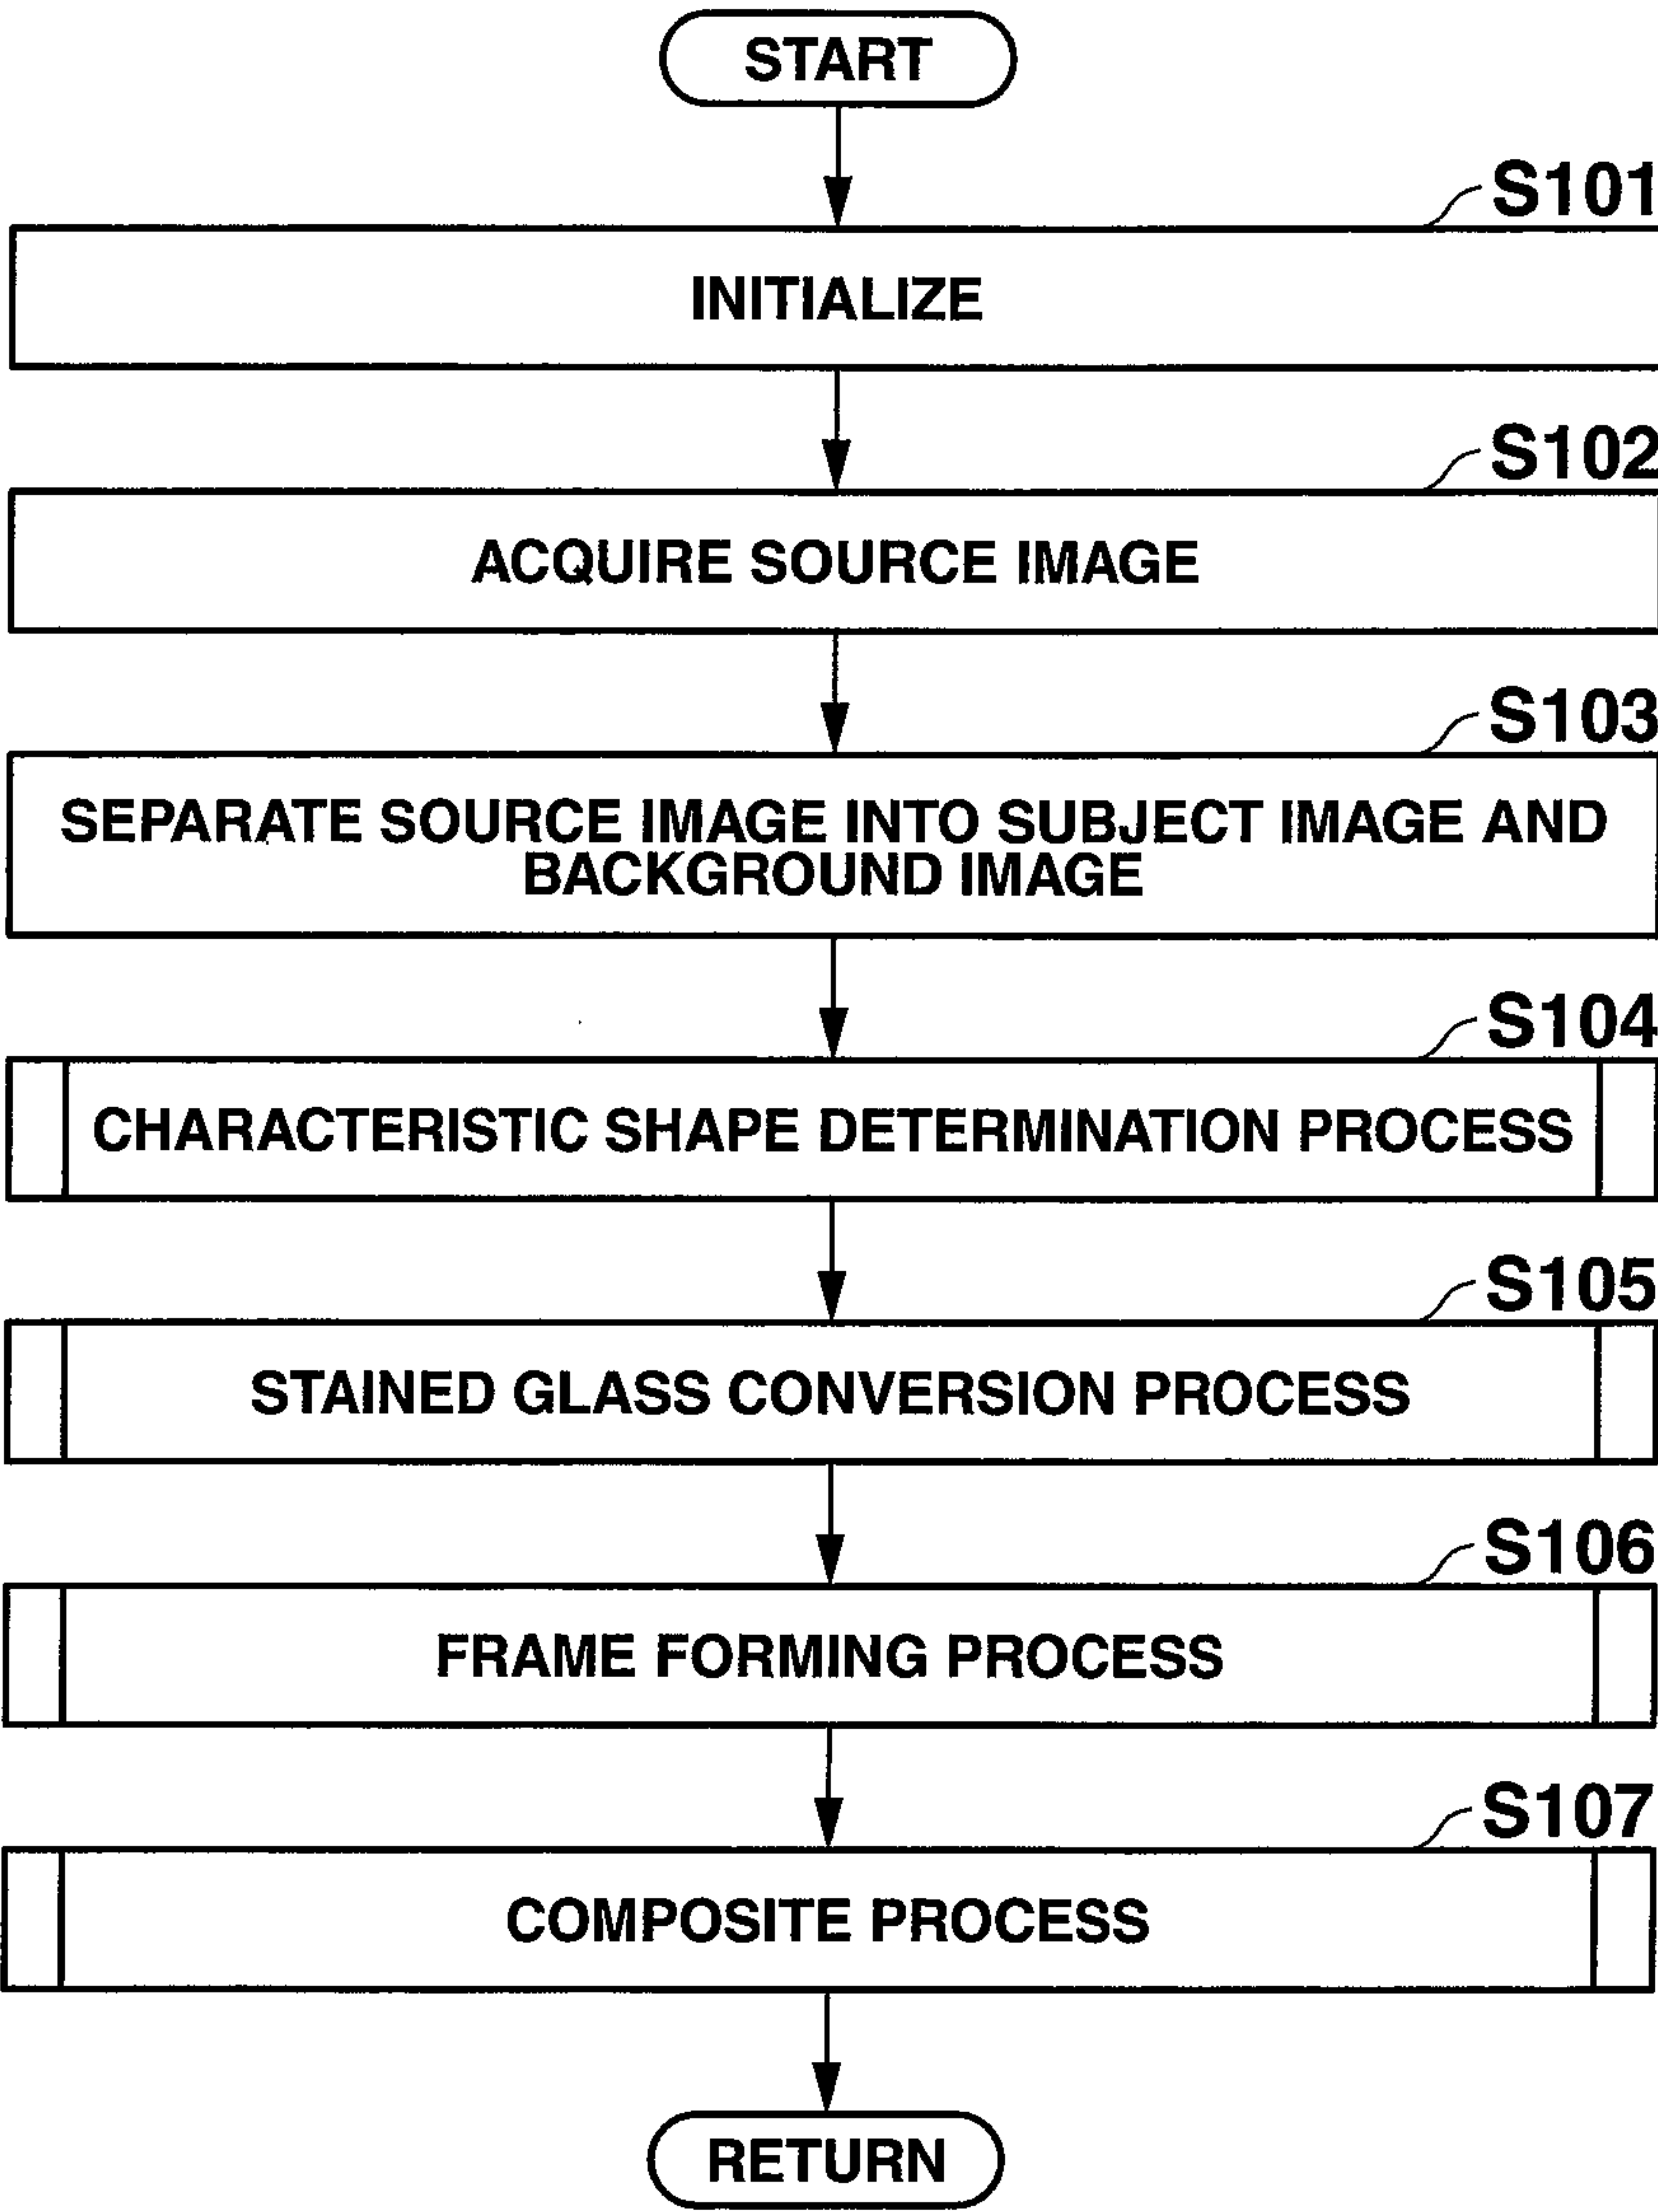 START
S101
INITIALIZE
S102
ACQUIRE SOURCE IMAGE
S103
SEPARATE SOURCE IMAGE INTO SUBJECT IMAGE AND
BACKGROUND IMAGE
S104
CHARACTERISTIC SHAPE DETERMINATION PROCESS
S105
STAINED GLASS CONVERSION PROCESS
S106
FRAME FORMING PROCESS
S107
COMPOSITE PROCESS
RETURN